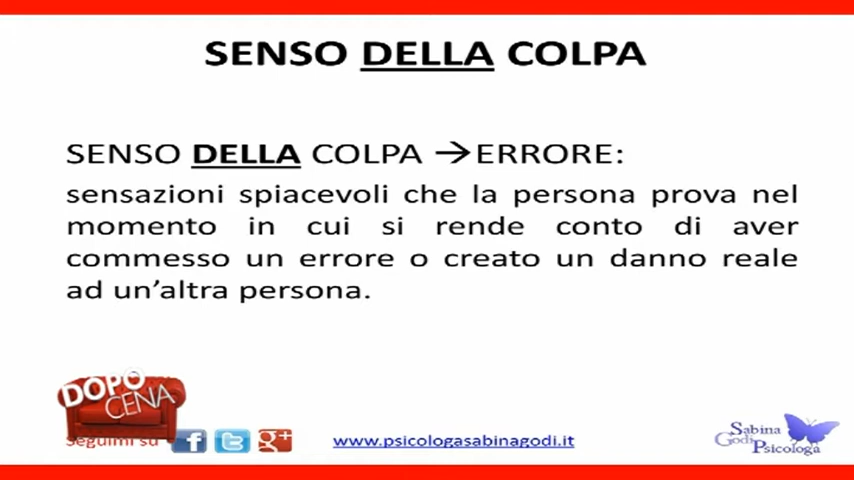 SENSO DELLA COLPA
SENSO DELLA COLPA →ERRORE:
sensazioni spiacevoli che la persona prova nel
momento in cui si rende conto di aver
commesso un errore o creato un danno reale
ad un’altra persona.
DOPO
CENA
Seguimi su
www.psicologasabinagodi.it
Sabina
Godi Psicologa